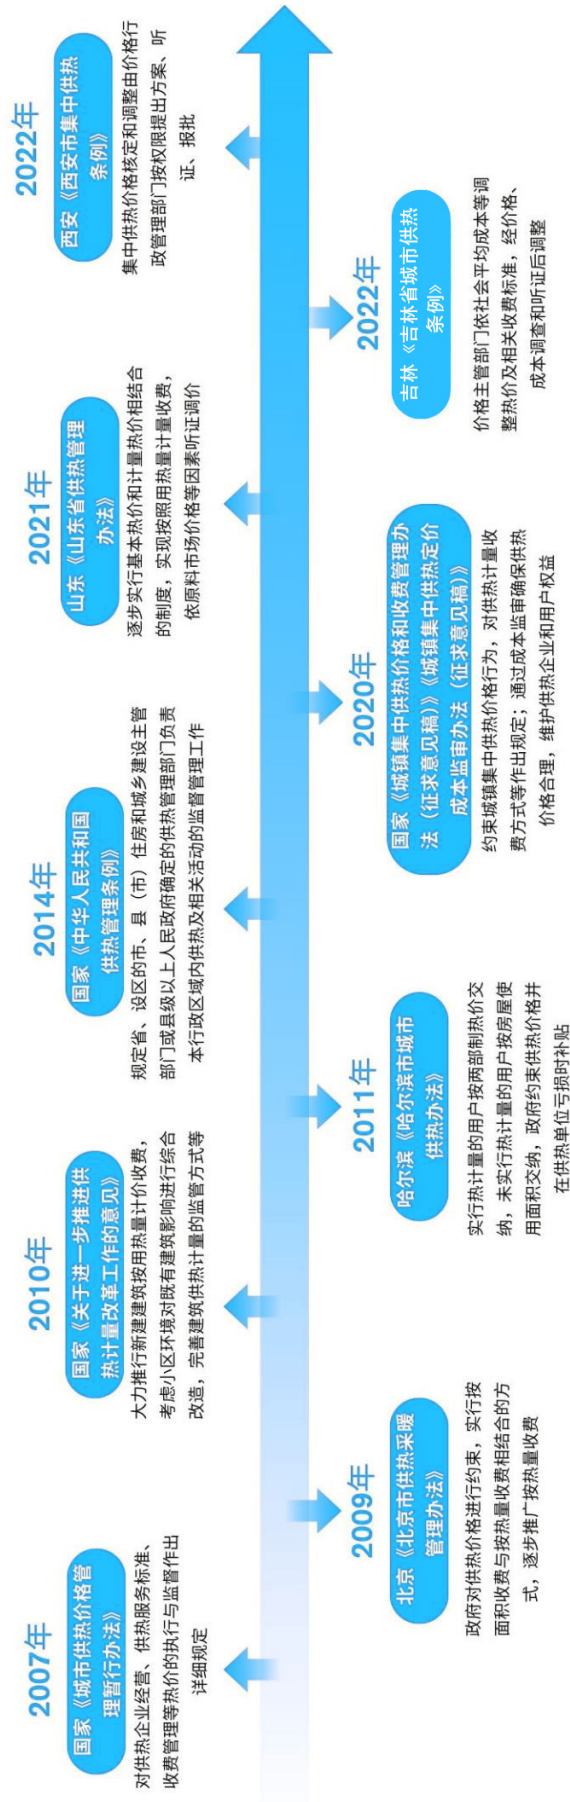 2007年
国家《城市供热价格管
理暂行办法》
对供热企业经营、供热服务标准、
收费管理等热价的执行与监督作出
详细规定
2009年
北京《北京市供热采暖
管理办法》
政府对供热价格进行约束，实行按
面积收费与按热量收费相结合的方
式，逐步推广按热量收费
2010年
国家《关于进一步推进供
热计量改革工作的意见》
大力推行新建建筑按用热量计价收费，
考虑小区环境对既有建筑影响进行综合
改造，完善建筑供热计量的监管方式等
2011年
哈尔滨《哈尔滨市城市
供热办法》
实行热计量的用户按两部制热价交
纳，未实行热计量的用户按房屋使
用面积交纳，政府约束供热价格并
在供热单位亏损时补贴
2014年
国家《中华人民共和国
供热管理条例》
规定省、设区的市、县（市）住房和城乡建设主管
部门或县级以上人民政府确定的供热管理部门负责
本行政区域内供热及相关活动的监督管理工作
2020年
国家《城镇集中供热价格和收费管理办
法（征求意见稿）》《城镇集中供热定价
成本监审办法（征求意见稿）》
约束城镇集中供热价格行为，对供热计量收
费方式等作出规定；通过成本监审确保供热
价格合理，维护供热企业和用户权益
2021年
山东《山东省供热管理
办法》
逐步实行基本热价和计量热价相结合
的制度，实现按照用热量计量收费，
依原料市场价格等因素听证调价
2022年
吉林《吉林省城市供热
条例》
价格主管部门依社会平均成本等调
整热价及相关收费标准，经价格、
成本调查和听证后调整
2022年
西安《西安市集中供热
条例》
集中供热价格核定和调整由价格行
政管理部门按权限提出方案、听
证、报批